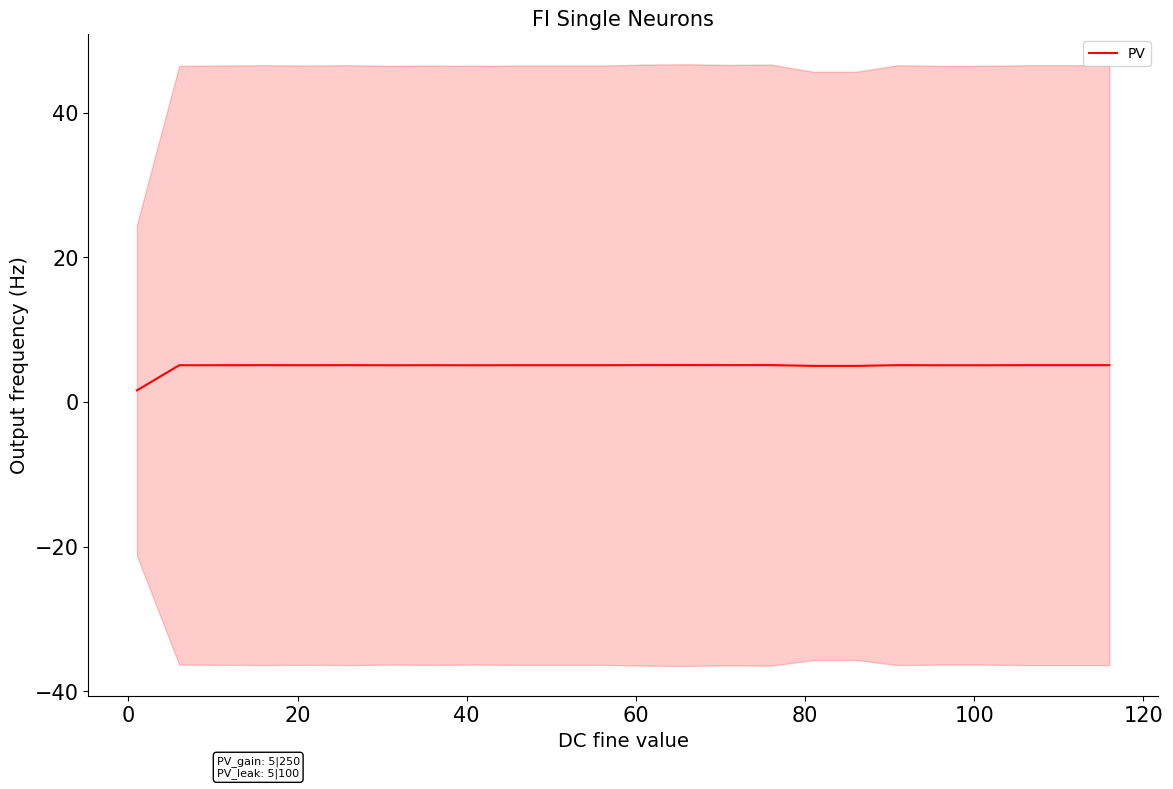 FI Single Neurons
PV
Output frequency (Hz)
40
20
0
−20
−40
0 20 40 60 80 100 120
DC fine value
PV_gain: 5|250
PV_leak: 5|100